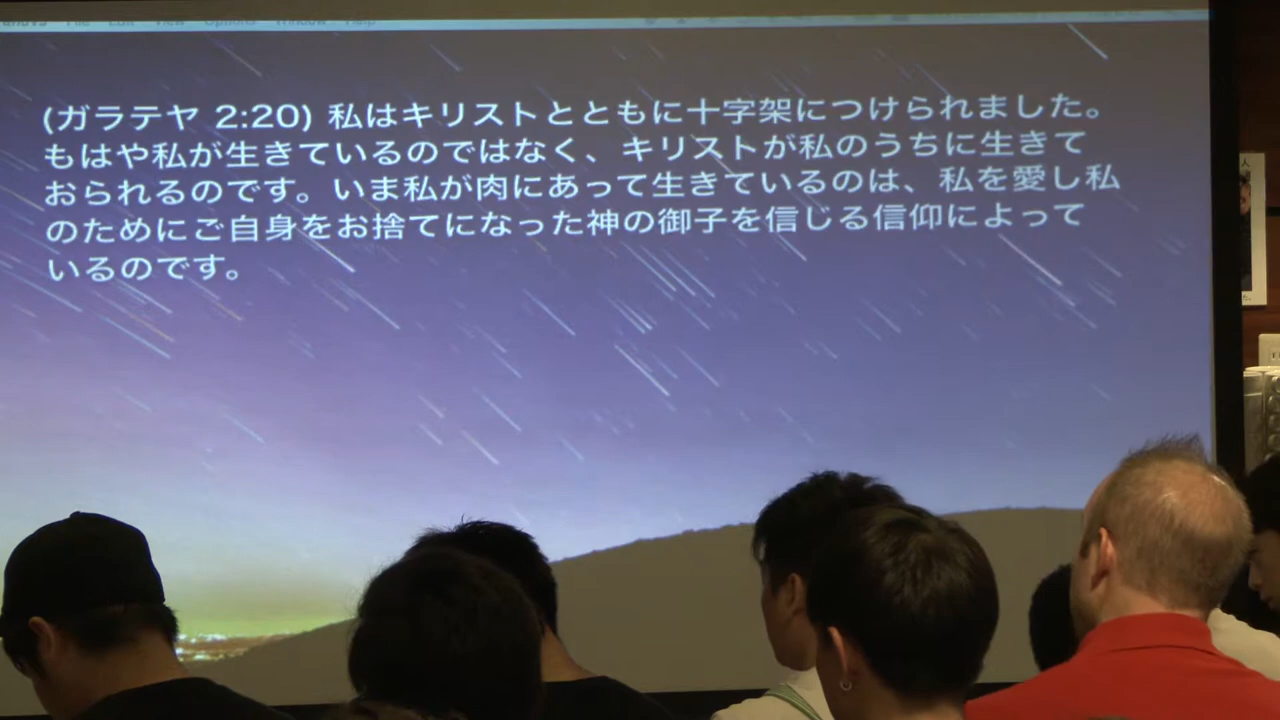 (ガラテヤ 2:20) 私はキリストとともに十字架につけられました。
もはや私が生きているのではなく、キリストが私のうちに生きて
おられるのです。いま私が肉にあって生きているのは、私を愛し私
のためにご自身をお捨てになった神の御子を信じる信仰によって
いるのです。